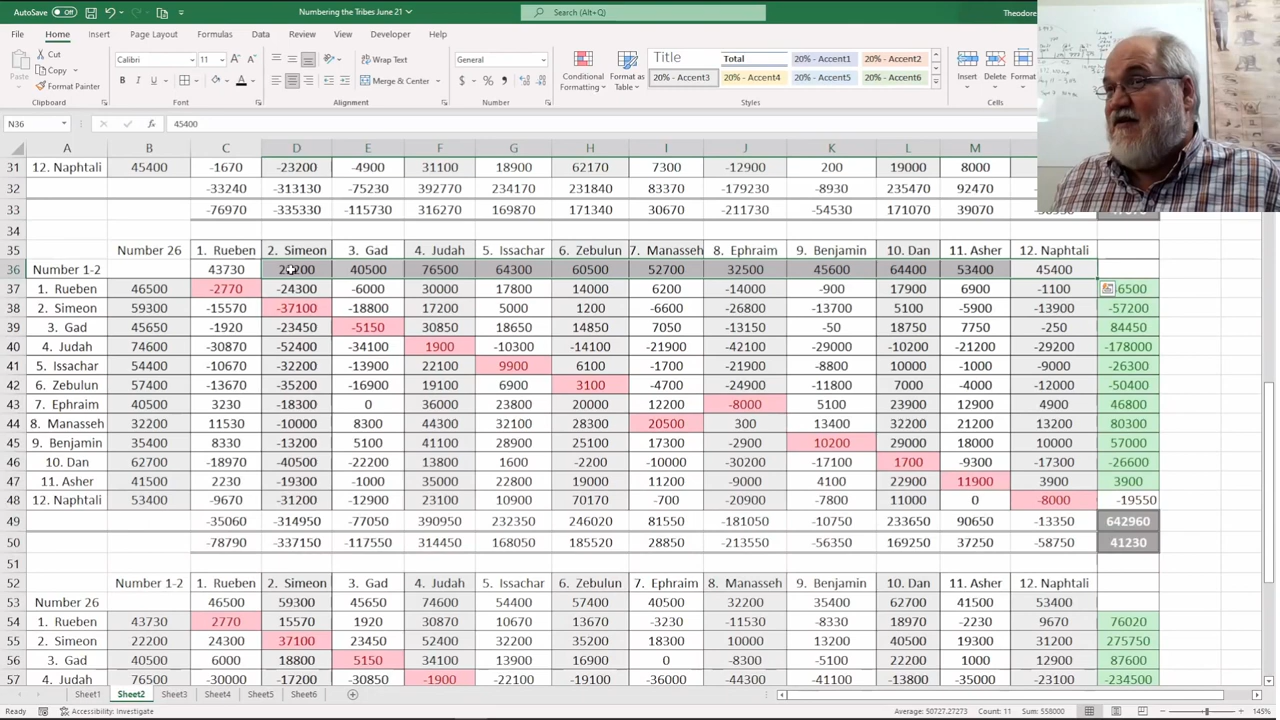 AutoSave Off Numbering the Tribes June 21 Search (Alt+Q) Theodore
File Home Insert Page Layout Formulas Data Review View Developer Help
Cut Copy Format Painter Paste Clipboard
Calibri 11 Font
Wrap Text Merge & Center Alignment
General Number
Conditional Formatting Format as Table
Title Total 20% - Accent1 20% - Accent2
20% - Accent3 20% - Accent4 20% - Accent5 20% - Accent6 Styles
Insert Delete Format Cells
N36 45400
A B C D E F G H I J K L M
31 12. Naphtali 45400 -1670 -23200 -4900 31100 18900 62170 7300 -12900 200 19000 8000
32 -33240 -313130 -75230 392770 234170 231840 83370 -179230 -8930 235470 92470
33 -76970 -335330 -115730 316270 169870 171340 30670 -211730 -54530 171070 39070
34
35 Number 26 1. Rueben 2. Simeon 3. Gad 4. Judah 5. Issachar 6. Zebulun 7. Manasseh 8. Ephraim 9. Benjamin 10. Dan 11. Asher 12. Naphtali
36 Number 1-2 43730 22200 40500 76500 64300 60500 52700 32500 45600 64400 53400 45400
37 1. Rueben 46500 -2770 -24300 -6000 30000 17800 14000 6200 -14000 -900 17900 6900 -1100 6500
38 2. Simeon 59300 -15570 -37100 -18800 17200 5000 1200 -6600 -26800 -13700 5100 -5900 -13900 -57200
39 3. Gad 45650 -1920 -23450 -5150 30850 18650 14850 7050 -13150 -50 18750 7750 -250 84450
40 4. Judah 74600 -30870 -52400 -34100 1900 -10300 -14100 -21900 -42100 -29000 -10200 -21200 -29200 -178000
41 5. Issachar 54400 -10670 -32200 -13900 22100 9900 6100 -1700 -21900 -8800 10000 -1000 -9000 -26300
42 6. Zebulun 57400 -13670 -35200 -16900 19100 6900 3100 -4700 -24900 -11800 7000 -4000 -12000 -50400
43 7. Ephraim 40500 3230 -18300 0 36000 23800 20000 12200 -8000 5100 23900 12900 4900 46800
44 8. Manasseh 32200 11530 -10000 8300 44300 32100 28300 20500 300 13400 32200 21200 13200 80300
45 9. Benjamin 35400 8330 -13200 5100 41100 28900 25100 17300 -2900 10200 29000 18000 10000 57000
46 10. Dan 62700 -18970 -40500 -22200 13800 1600 -2200 -10000 -30200 -17100 1700 -9300 -17300 -26600
47 11. Asher 41500 2230 -19300 -1000 35000 22800 19000 11200 -9000 4100 22900 11900 3900 3900
48 12. Naphtali 53400 -9670 -31200 -12900 23100 10900 70170 -700 -20900 -7800 11000 0 -8000 -19550
49 -35060 -314950 -77050 390950 232350 246020 81550 -181050 -10750 233650 90650 -13350 642960
50 -78790 -337150 -117550 314450 168050 185520 28850 -213550 -56350 169250 37250 -58750 41230
51
52 Number 1-2 1. Rueben 2. Simeon 3. Gad 4. Judah 5. Issachar 6. Zebulun 7. Ephraim 8. Manasseh 9. Benjamin 10. Dan 11. Asher 12. Naphtali
53 Number 26 46500 59300 45650 74600 54400 57400 40500 32200 35400 62700 41500 53400
54 1. Rueben 43730 2770 15570 1920 30870 10670 13670 -3230 -11530 -8330 18970 -2230 9670 76020
55 2. Simeon 22200 24300 37100 23450 52400 32200 35200 18300 10000 13200 40500 19300 31200 275750
56 3. Gad 40500 6000 18800 5150 34100 13900 16900 0 -8300 -5100 22200 1000 12900 87600
57 4. Judah 76500 -30000 -17200 -30850 -1900 -22100 -19100 -36000 -44300 -41100 -13800 -35000 -23100 -234500
Sheet1 Sheet2 Sheet3 Sheet4 Sheet5 Sheet6
Ready Accessibility: Investigate Average: 50727.27273 Count: 11 Sum: 558000 145%